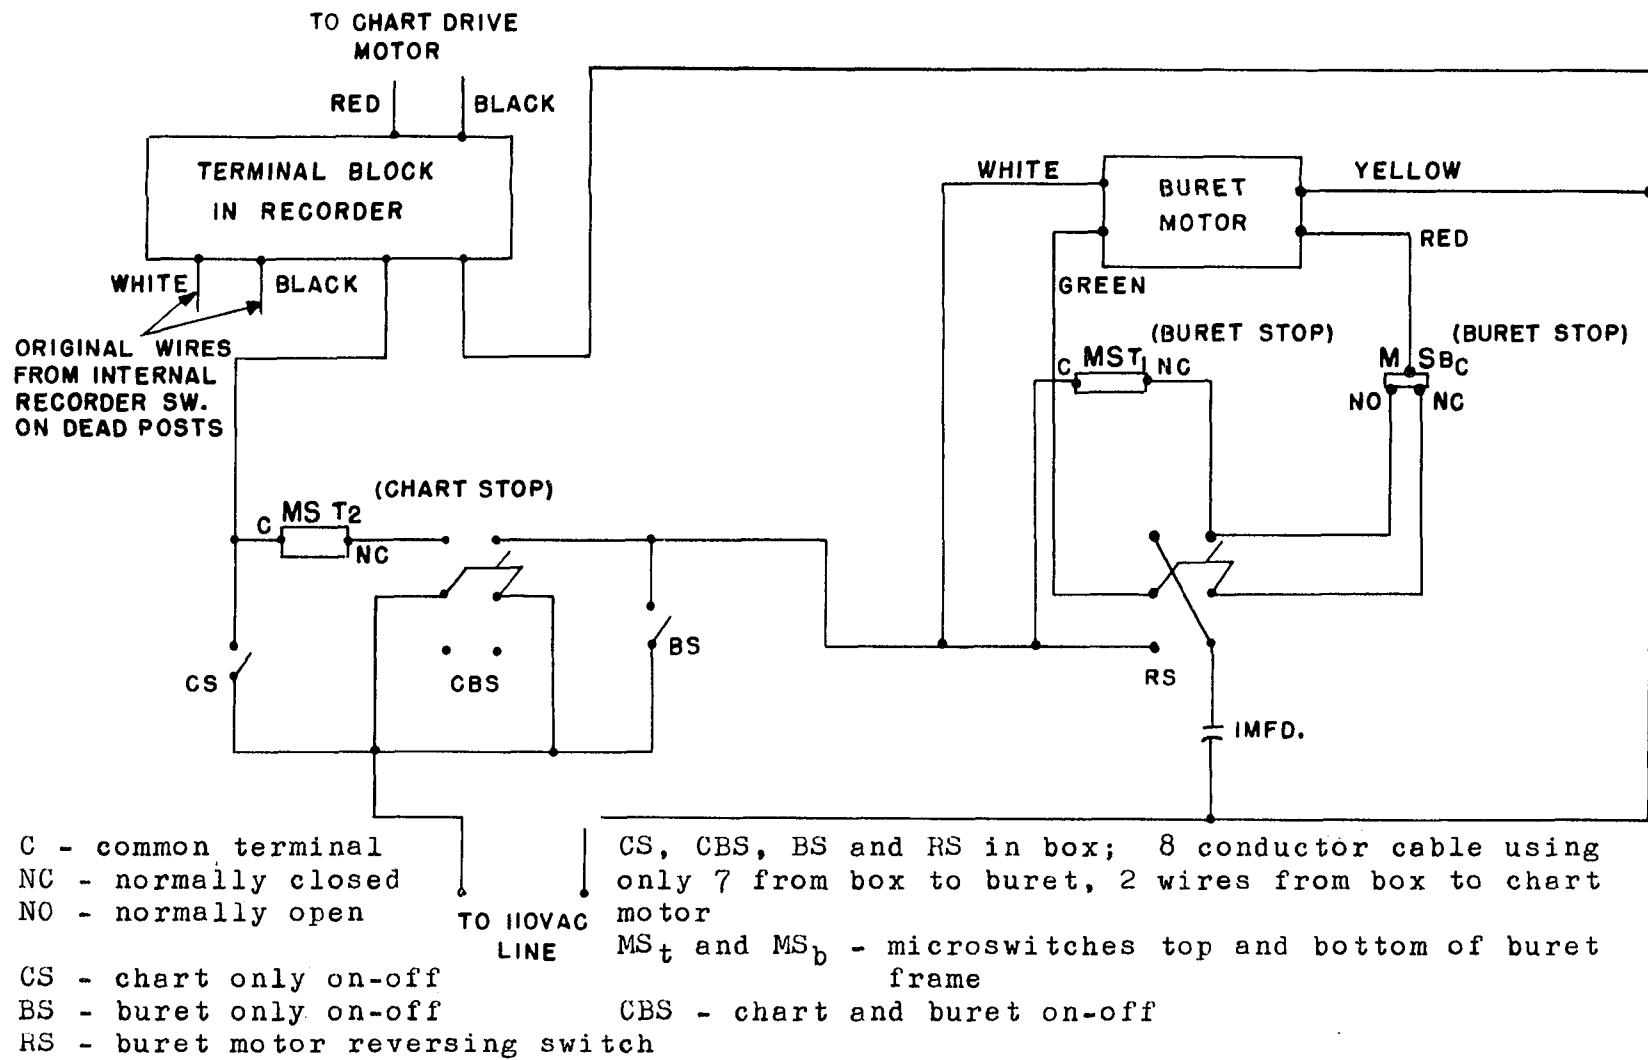 TO CHART DRIVE
MOTOR
RED
BLACK
TERMINAL BLOCK
IN RECORDER
WHITE
BLACK
ORIGINAL WIRES
FROM INTERNAL
RECORDER SW.
ON DEAD POSTS
WHITE
BURET
MOTOR
YELLOW
RED
GREEN
(BURET STOP)
(BURET STOP)
C MST1 NC
M SB C
NO NC
(CHART STOP)
C MS T2
NC
CS
CBS
BS
RS
1MFD.
C - common terminal
NC - normally closed
NO - normally open
TO 110VAC
LINE
CS - chart only on-off
BS - buret only on-off
RS - buret motor reversing switch
CS, CBS, BS and RS in box; 8 conductor cable using
only 7 from box to buret, 2 wires from box to chart
motor
MSt and MSb - microswitches top and bottom of buret
frame
CBS - chart and buret on-off